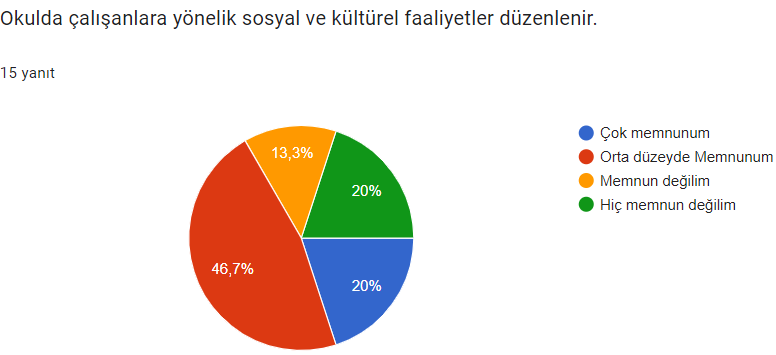 Okulda çalışanlara yönelik sosyal ve kültürel faaliyetler düzenlenir.
15 yanıt
Çok memnunum
Orta düzeyde Memnunum
Memnun değilim
Hiç memnun değilim
13,3%
20%
46,7%
20%